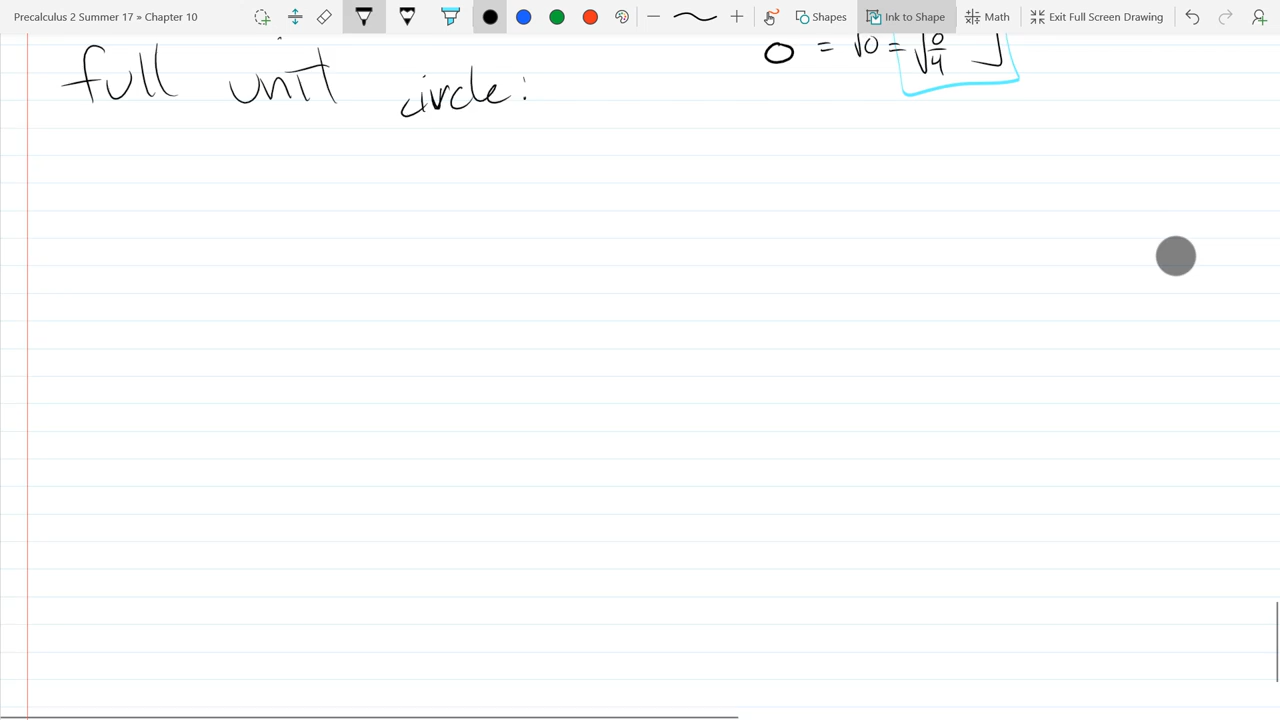 Precalculus 2 Summer 17 » Chapter 10
Shapes
Ink to Shape
Math
Exit Full Screen Drawing
0 = √0 = √0/4
full unit circle: